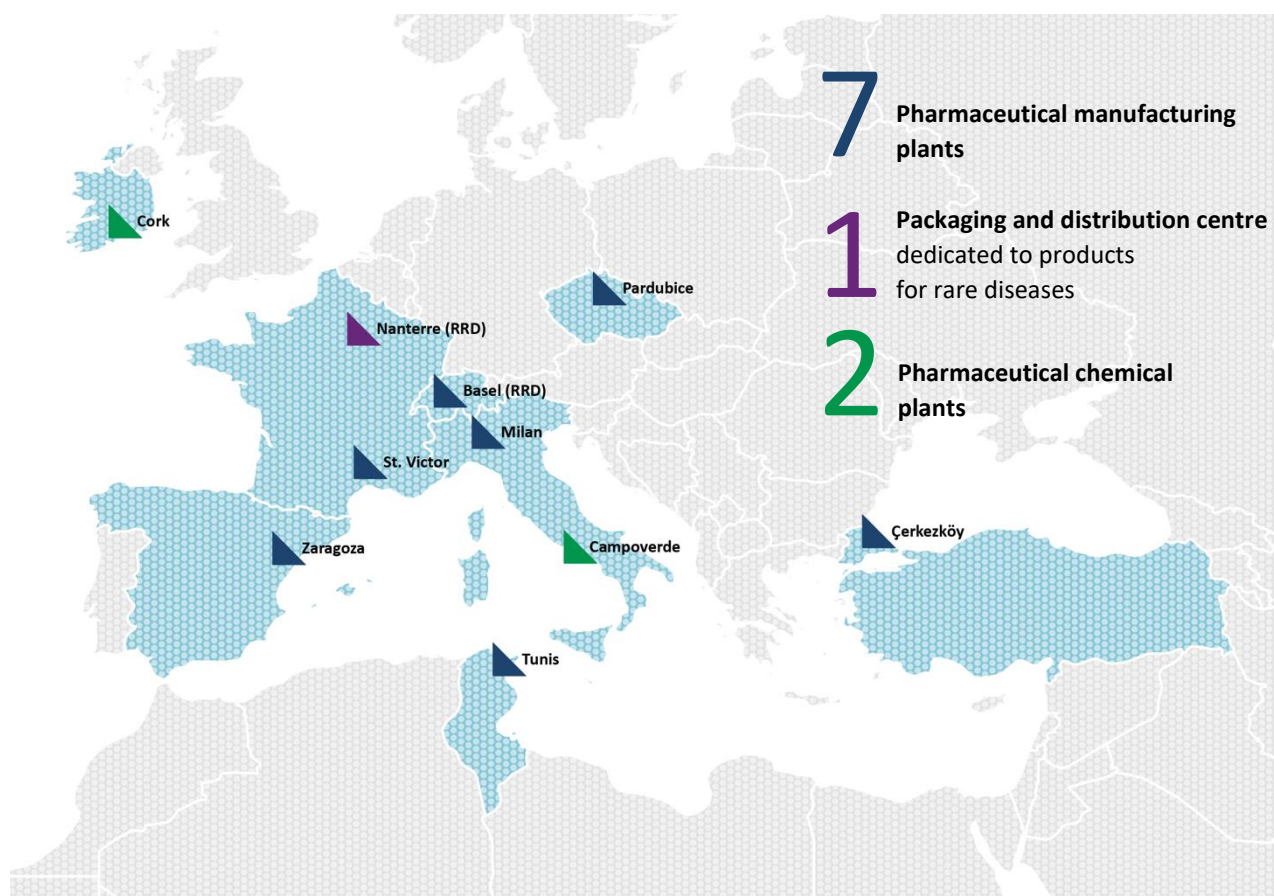 7
Pharmaceutical manufacturing
plants
1
Packaging and distribution centre
dedicated to products
for rare diseases
2
Pharmaceutical chemical
plants
Cork
Pardubice
Nanterre (RRD)
Basel (RRD)
Milan
St. Victor
Çerkezköy
Zaragoza
Campoverde
Tunis